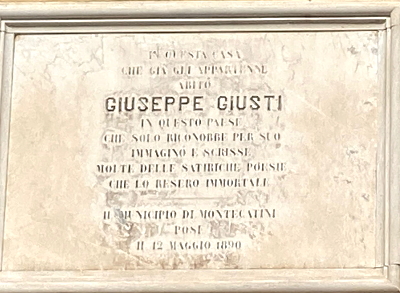 IN QUESTA CASA
CHE GIÀ GLI APPARTENNE
ABITÒ
GIUSEPPE GIUSTI
IN QUESTO PAESE
CHE SOLO RICONOBBE PER SUO
IMMAGINÒ E SCRISSE
MOLTE DELLE SATIRICHE POESIE
CHE LO RESERO IMMORTALE
IL MUNICIPIO DI MONTECATINI
POSE
IL 12 MAGGIO 1890